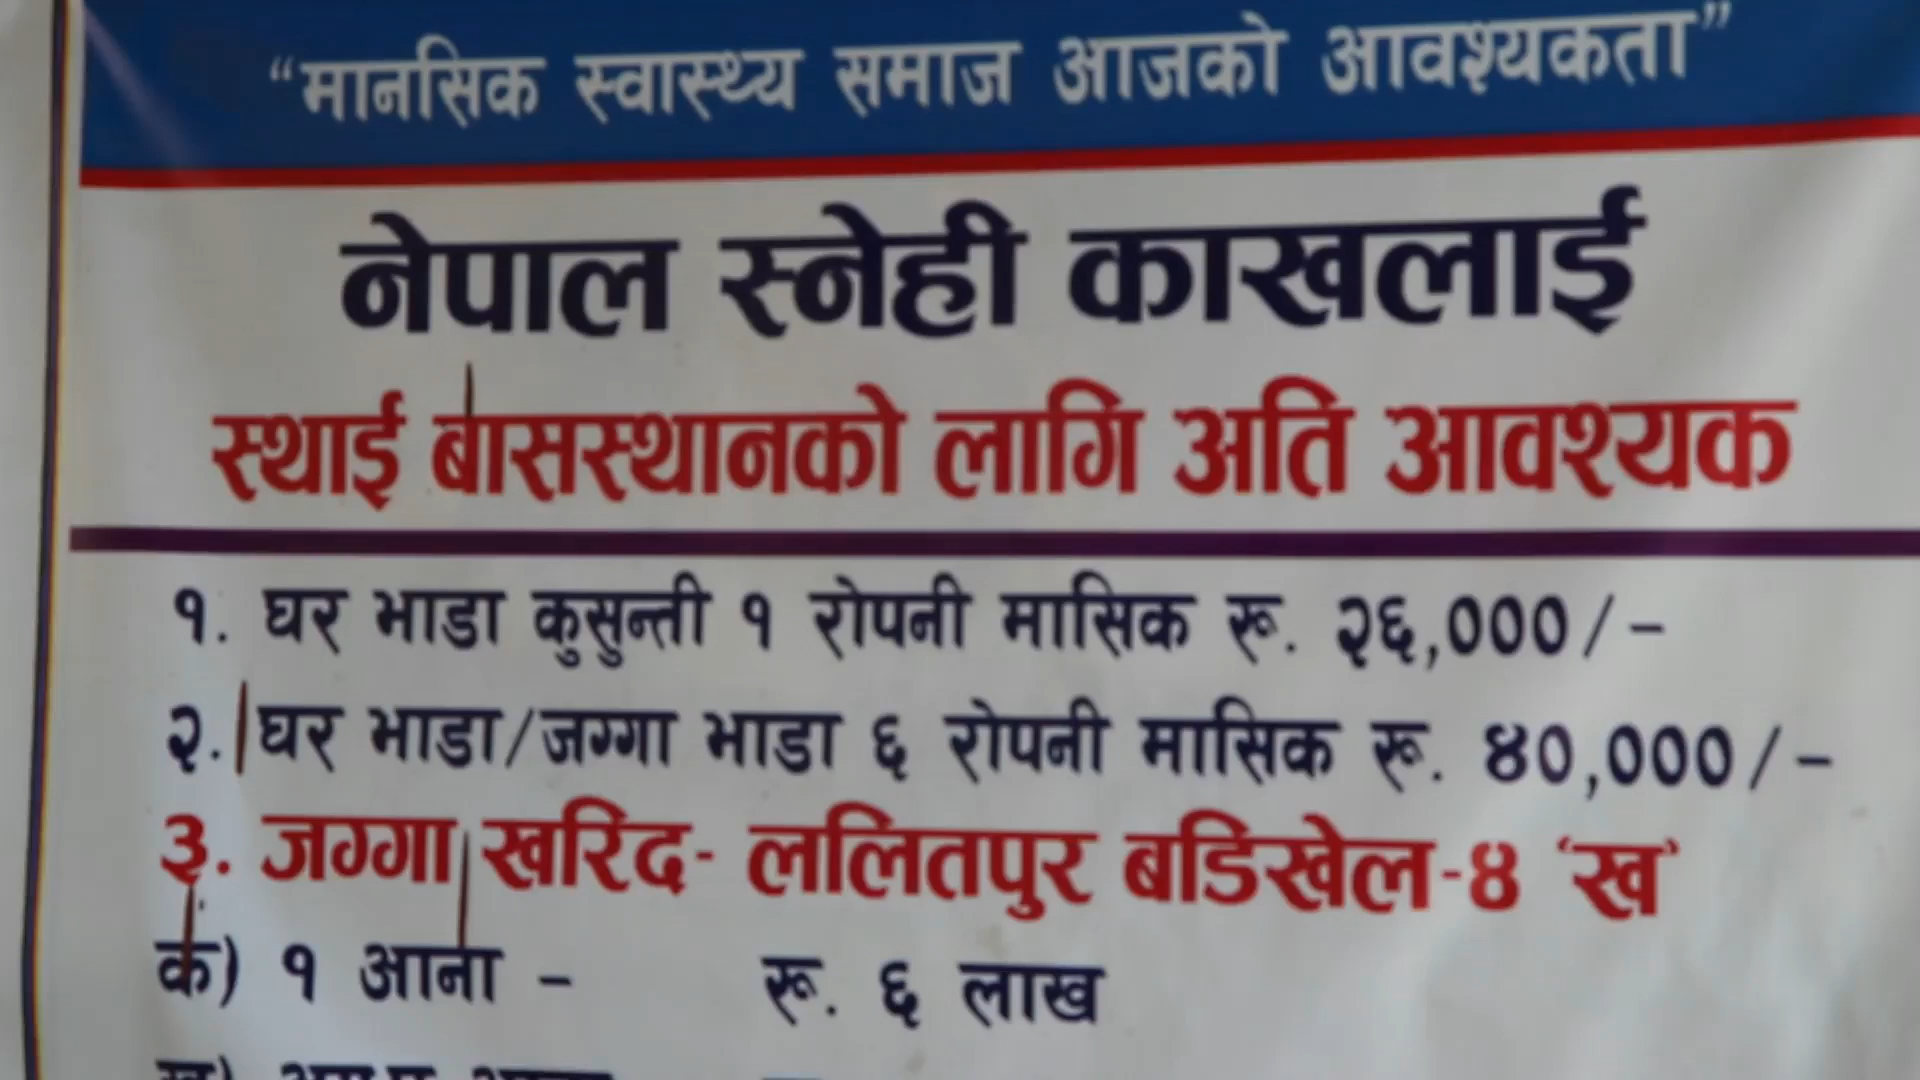 “मानसिक स्वास्थ्य समाज आजको आवश्यकता”
नेपाल स्नेही काखलाई
स्थाई बासस्थानको लागि अति आवश्यक
१. घर भाडा कुसुन्ती १ रोपनी मासिक रू. २६,०००/-
२. घर भाडा/जग्गा भाडा ६ रोपनी मासिक रू. ४०,०००/-
३. जग्गा खरिद- ललितपुर बडिखेल-४ ‘ख’
क) १ आना - रू. ६ लाख